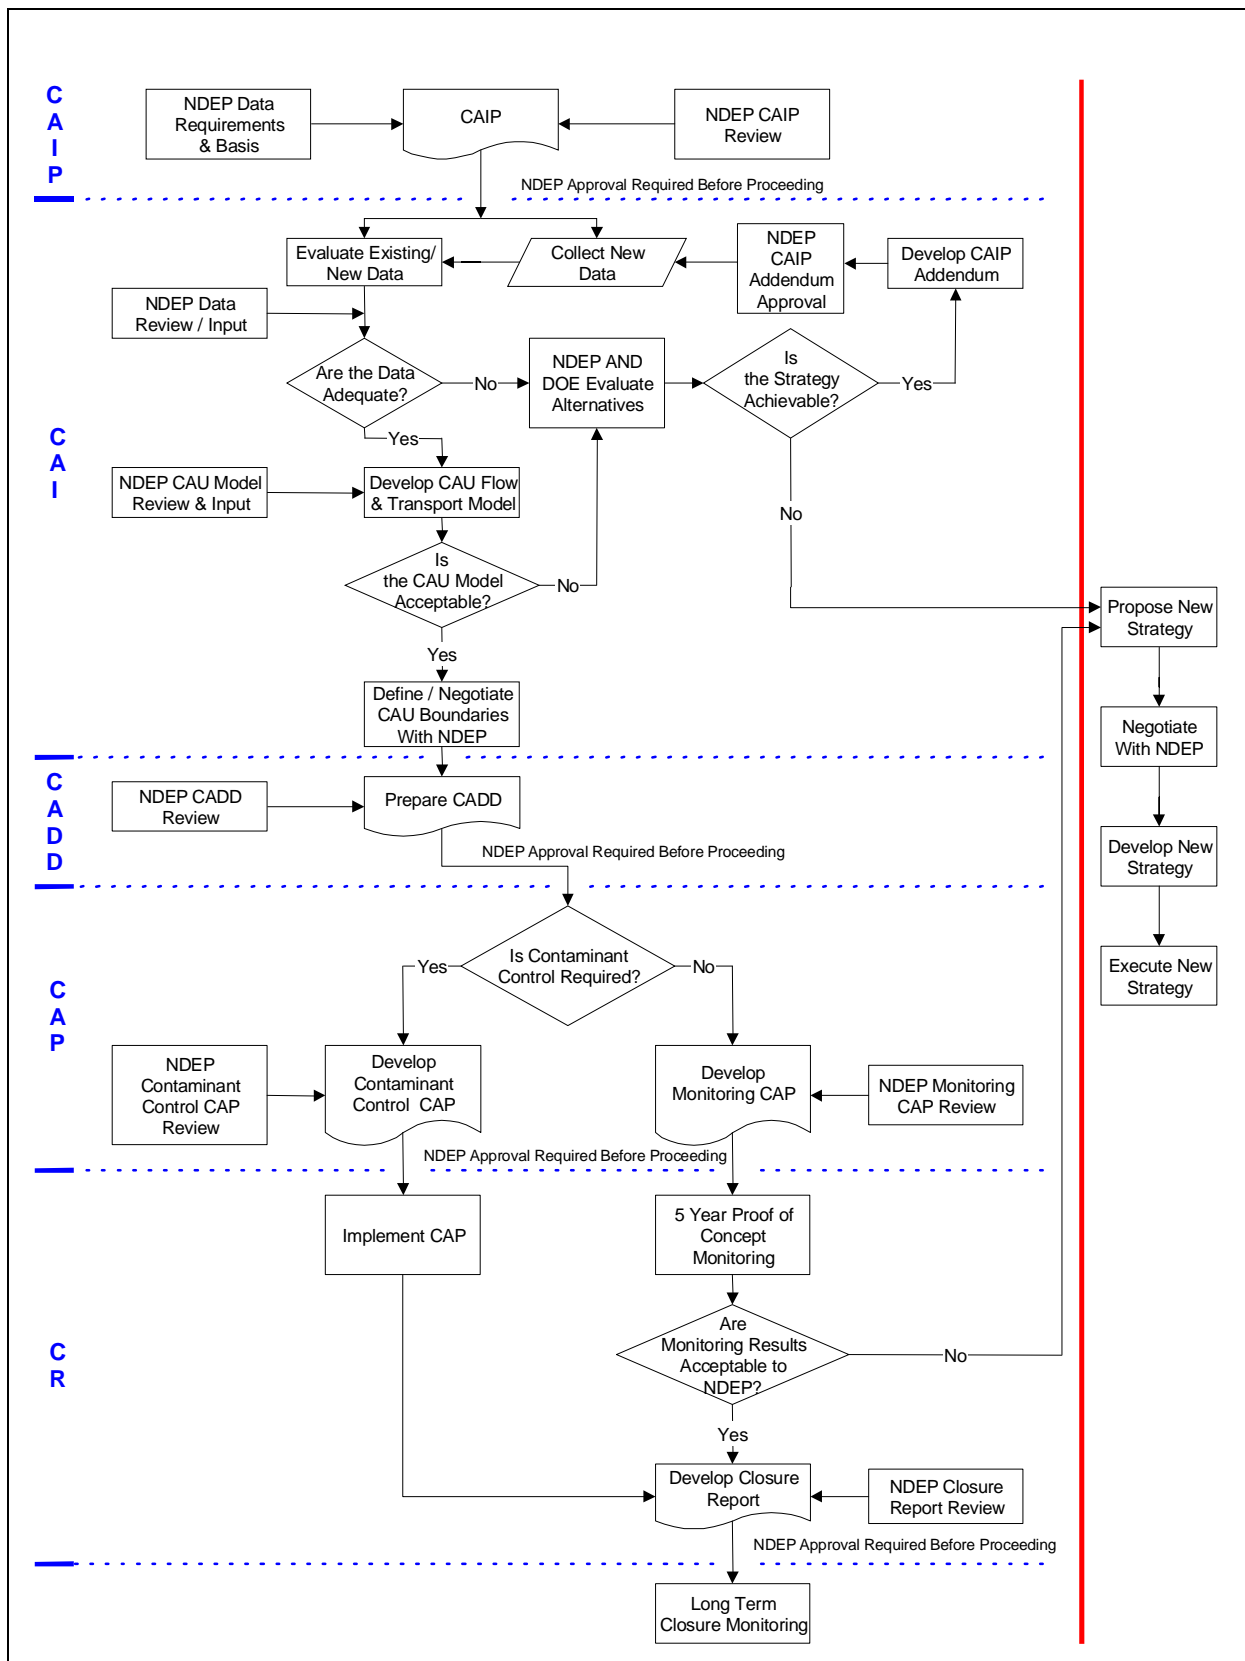 C
A
I
P
NDEP Data
Requirements
& Basis
CAIP
NDEP CAIP
Review
NDEP Approval Required Before Proceeding
C
A
I
Evaluate Existing/
New Data
Collect New
Data
NDEP
CAIP
Addendum
Approval
Develop CAIP
Addendum
NDEP Data
Review / Input
Are the Data
Adequate?
No
NDEP AND
DOE Evaluate
Alternatives
Is
the Strategy
Achievable?
Yes
Yes
No
NDEP CAU Model
Review & Input
Develop CAU Flow
& Transport Model
Is
the CAU Model
Acceptable?
No
Yes
Define / Negotiate
CAU Boundaries
With NDEP
Propose New
Strategy
Negotiate
With NDEP
Develop New
Strategy
Execute New
Strategy
C
A
D
D
NDEP CADD
Review
Prepare CADD
NDEP Approval Required Before Proceeding
C
A
P
Is Contaminant
Control Required?
Yes
No
NDEP
Contaminant
Control CAP
Review
Develop
Contaminant
Control CAP
Develop
Monitoring CAP
NDEP Monitoring
CAP Review
NDEP Approval Required Before Proceeding
C
R
Implement CAP
5 Year Proof of
Concept
Monitoring
Are
Monitoring Results
Acceptable to
NDEP?
No
Yes
Develop Closure
Report
NDEP Closure
Report Review
NDEP Approval Required Before Proceeding
Long Term
Closure Monitoring